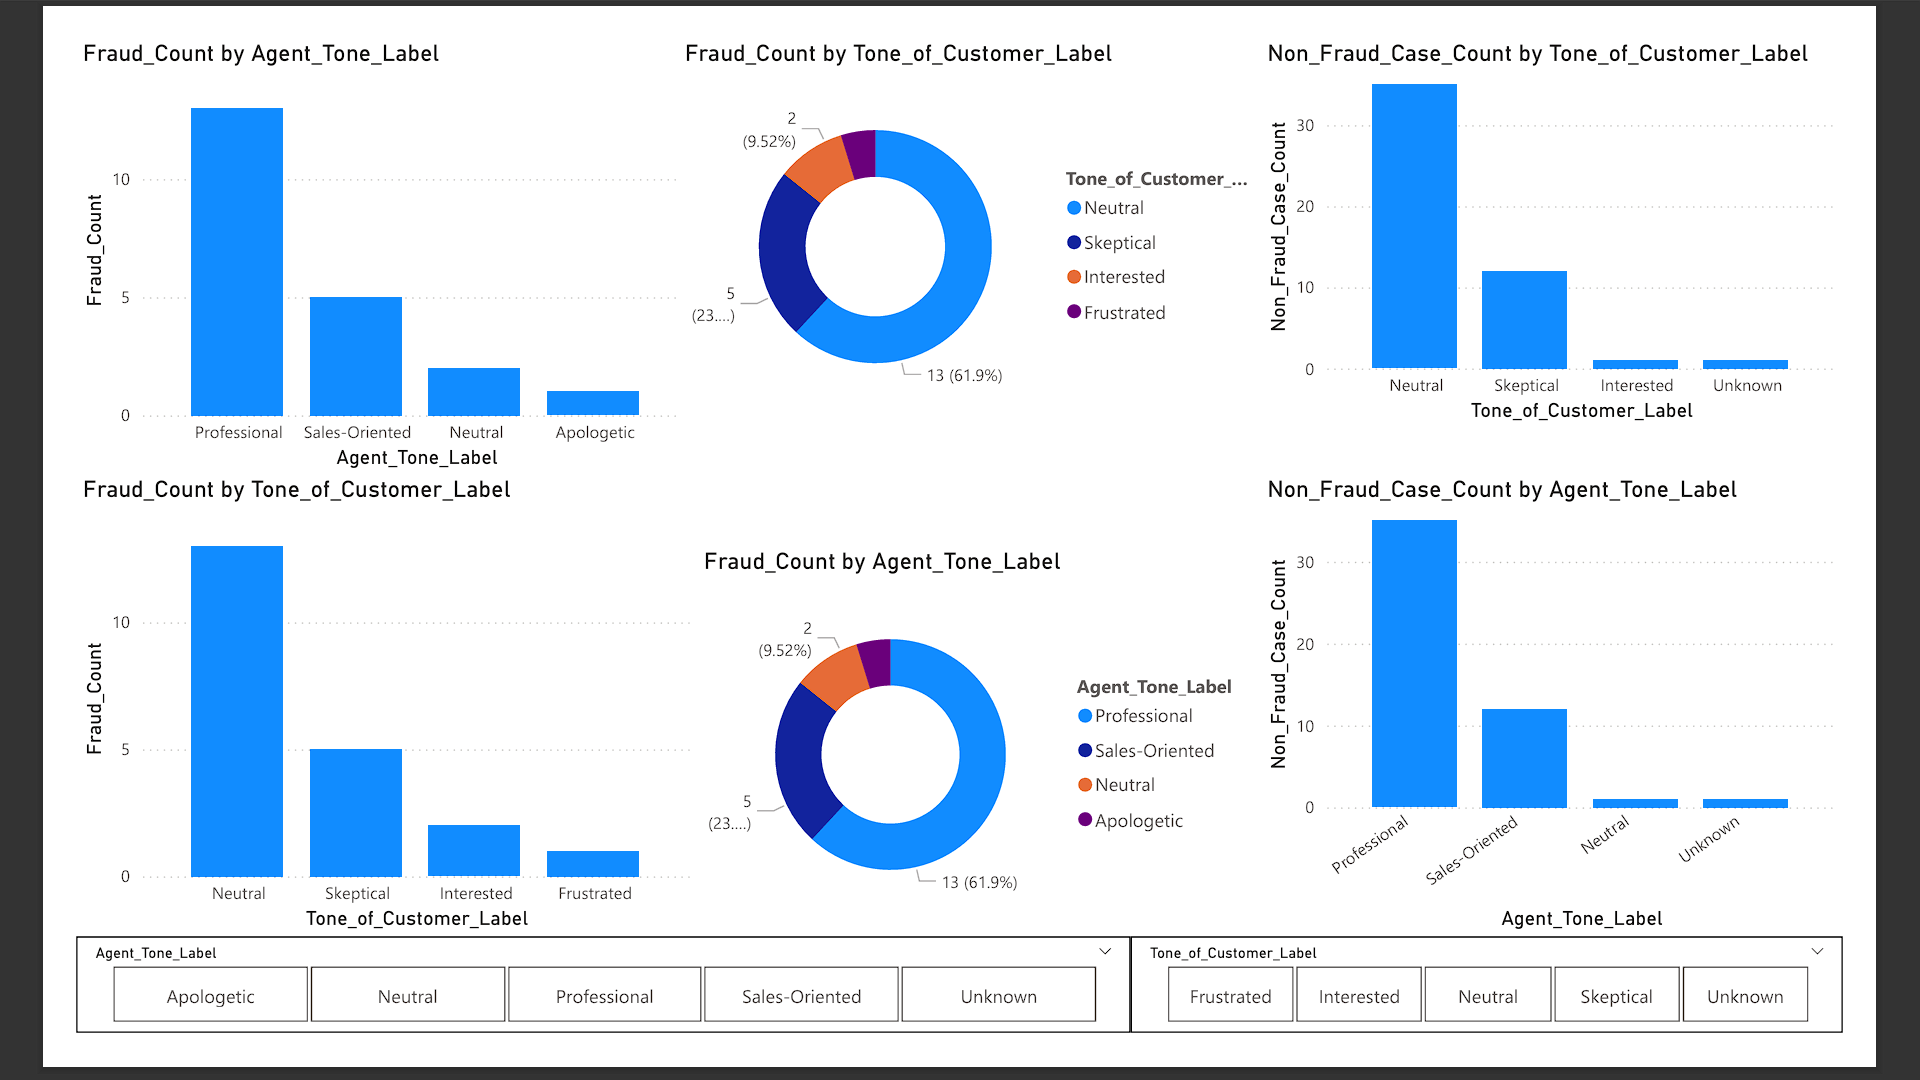 Fraud_Count by Agent_Tone_Label
Fraud_Count
10
5
0
Professional
Sales-Oriented
Neutral
Apologetic
Agent_Tone_Label
Fraud_Count by Tone_of_Customer_Label
2
(9.52%)
5
(23....)
13 (61.9%)
Tone_of_Customer_...
Neutral
Skeptical
Interested
Frustrated
Non_Fraud_Case_Count by Tone_of_Customer_Label
Non_Fraud_Case_Count
30
20
10
0
Neutral
Skeptical
Interested
Unknown
Tone_of_Customer_Label
Fraud_Count by Tone_of_Customer_Label
Fraud_Count
10
5
0
Neutral
Skeptical
Interested
Frustrated
Tone_of_Customer_Label
Fraud_Count by Agent_Tone_Label
2
(9.52%)
5
(23....)
13 (61.9%)
Agent_Tone_Label
Professional
Sales-Oriented
Neutral
Apologetic
Non_Fraud_Case_Count by Agent_Tone_Label
Non_Fraud_Case_Count
30
20
10
0
Professional
Sales-Oriented
Neutral
Unknown
Agent_Tone_Label
Agent_Tone_Label
Apologetic
Neutral
Professional
Sales-Oriented
Unknown
Tone_of_Customer_Label
Frustrated
Interested
Neutral
Skeptical
Unknown